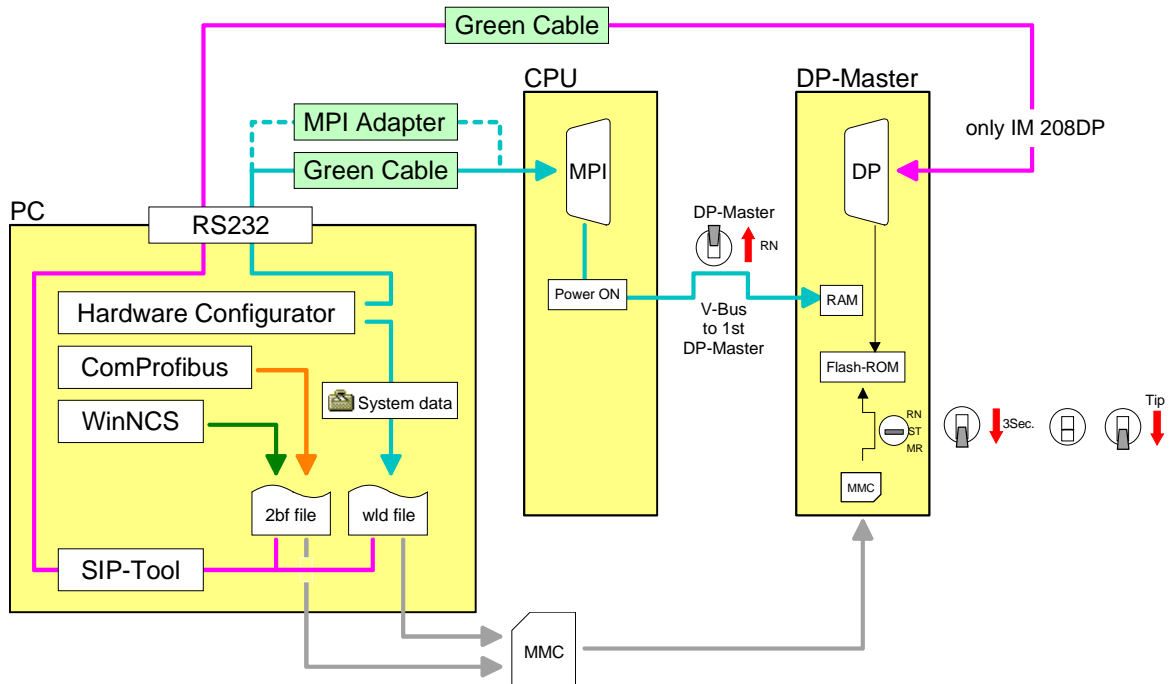 Green Cable
CPU
DP-Master
MPI Adapter
only IM 208DP
Green Cable
MPI
DP
PC
RS232
DP-Master
RN
Hardware Configurator
Power ON
RAM
V-Bus
to 1st
DP-Master
ComProfibus
Flash-ROM
System data
WinNCS
RN
ST
MR
3Sec.
Tip
MMC
2bf file
wld file
SIP-Tool
MMC